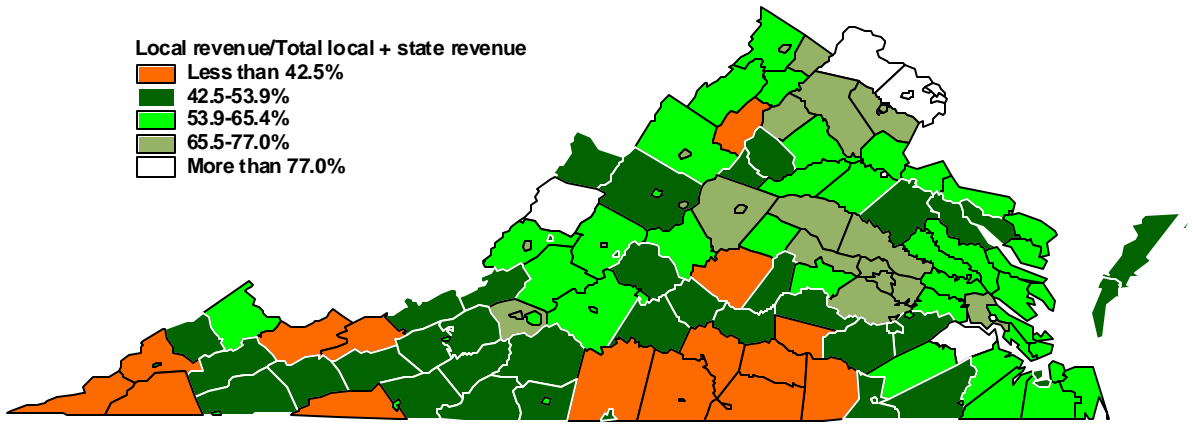 Local revenue/Total local + state revenue
Less than 42.5%
42.5-53.9%
53.9-65.4%
65.5-77.0%
More than 77.0%